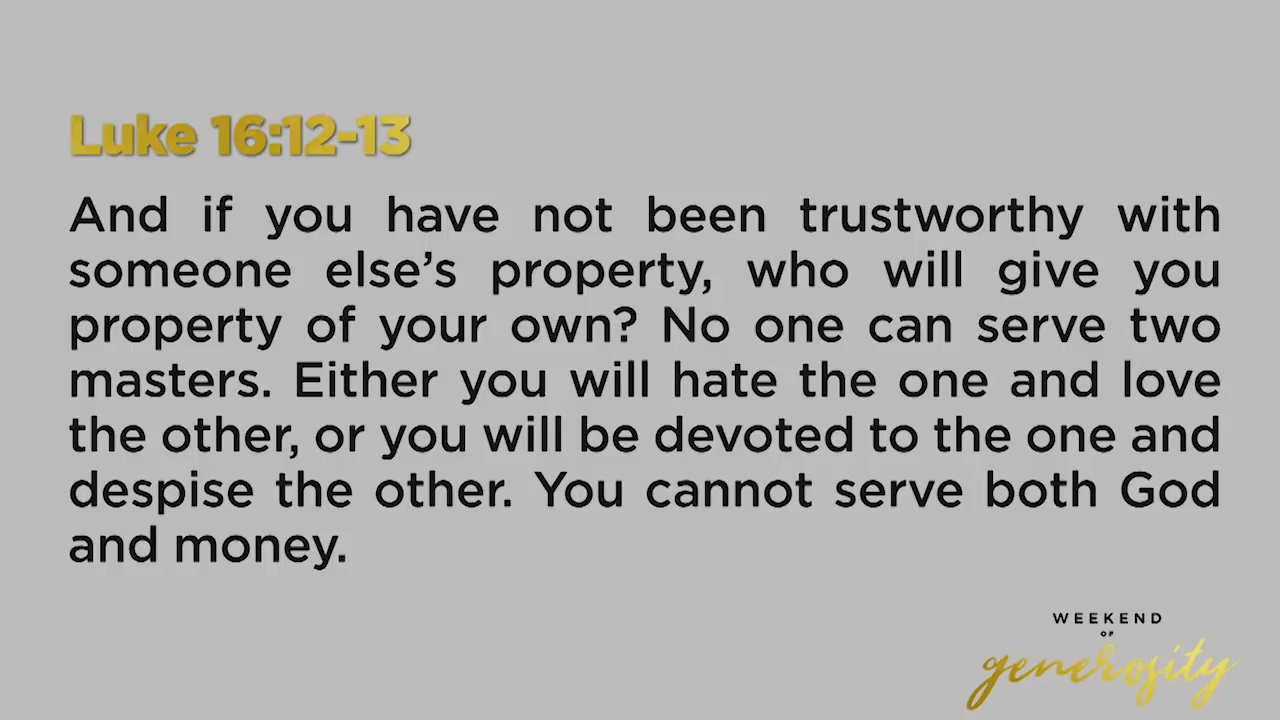 Luke 16:12-13
And if you have not been trustworthy with
someone else’s property, who will give you
property of your own? No one can serve two
masters. Either you will hate the one and love
the other, or you will be devoted to the one and
despise the other. You cannot serve both God
and money.
WEEKEND
OF
generosity